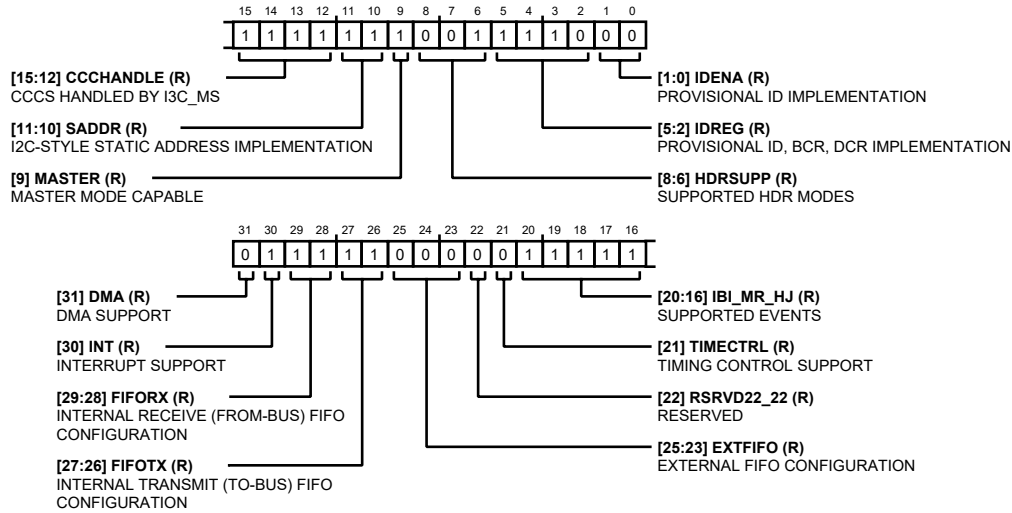 15 14 13 12 11 10 9 8 7 6 5 4 3 2 1 0
1 1 1 1 1 1 1 0 0 1 1 1 1 0 0 0
[15:12] CCCHANDLE (R)
CCCS HANDLED BY I3C_MS
[11:10] SADDR (R)
I2C-STYLE STATIC ADDRESS IMPLEMENTATION
[9] MASTER (R)
MASTER MODE CAPABLE
[1:0] IDENA (R)
PROVISIONAL ID IMPLEMENTATION
[5:2] IDREG (R)
PROVISIONAL ID, BCR, DCR IMPLEMENTATION
[8:6] HDRSUPP (R)
SUPPORTED HDR MODES
31 30 29 28 27 26 25 24 23 22 21 20 19 18 17 16
0 1 1 1 1 1 0 0 0 0 0 1 1 1 1 1
[31] DMA (R)
DMA SUPPORT
[30] INT (R)
INTERRUPT SUPPORT
[29:28] FIFORX (R)
INTERNAL RECEIVE (FROM-BUS) FIFO
CONFIGURATION
[27:26] FIFOTX (R)
INTERNAL TRANSMIT (TO-BUS) FIFO
CONFIGURATION
[20:16] IBI_MR_HJ (R)
SUPPORTED EVENTS
[21] TIMECTRL (R)
TIMING CONTROL SUPPORT
[22] RSRVD22_22 (R)
RESERVED
[25:23] EXTFIFO (R)
EXTERNAL FIFO CONFIGURATION